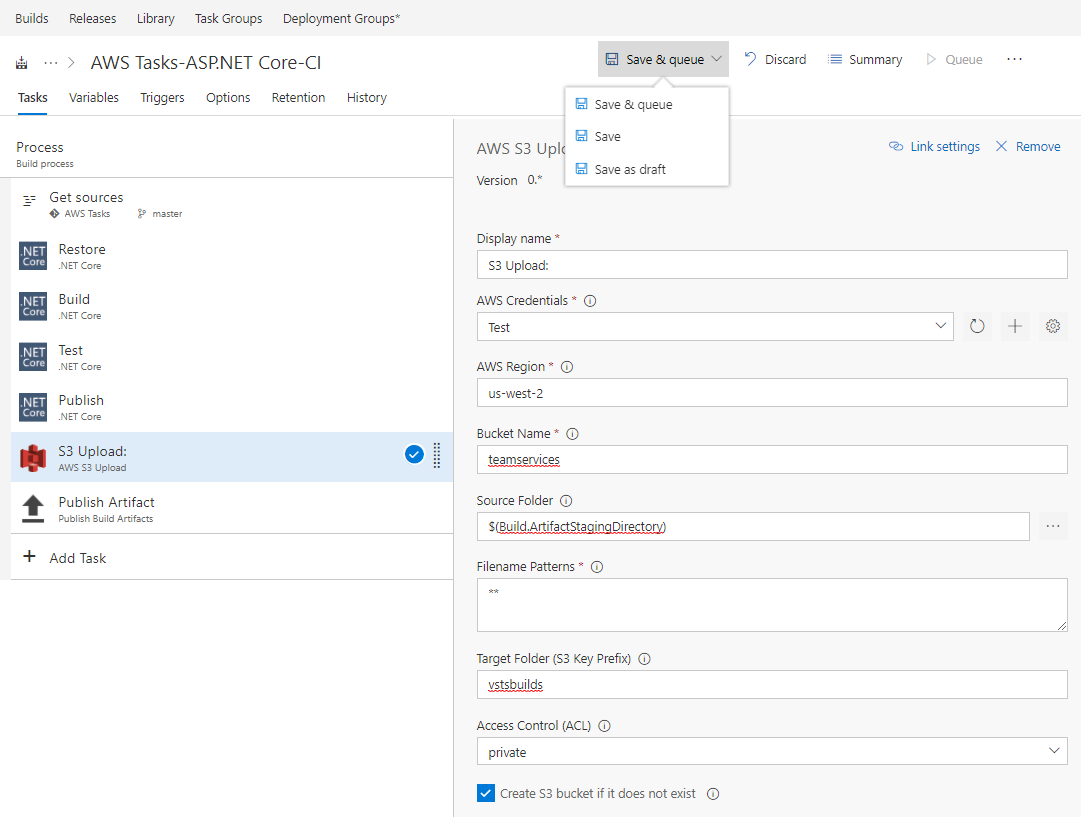 Builds Releases Library Task Groups Deployment Groups*
··· > AWS Tasks-ASP.NET Core-CI
Save & queue Discard Summary Queue ···
Tasks Variables Triggers Options Retention History
Save & queue
Save
Save as draft
Process
Build process
Get sources
AWS Tasks master
.NET Core
Restore
.NET Core
.NET Core
Build
.NET Core
.NET Core
Test
.NET Core
.NET Core
Publish
.NET Core
S3 Upload:
AWS S3 Upload
Publish Artifact
Publish Build Artifacts
+ Add Task
AWS S3 Link settings Remove
Version 0.*
Display name *
S3 Upload:
AWS Credentials *
Test
AWS Region *
us-west-2
Bucket Name *
teamservices
Source Folder
$(Build.ArtifactStagingDirectory) ···
Filename Patterns *
**
Target Folder (S3 Key Prefix)
vstsbuilds
Access Control (ACL)
private
Create S3 bucket if it does not exist